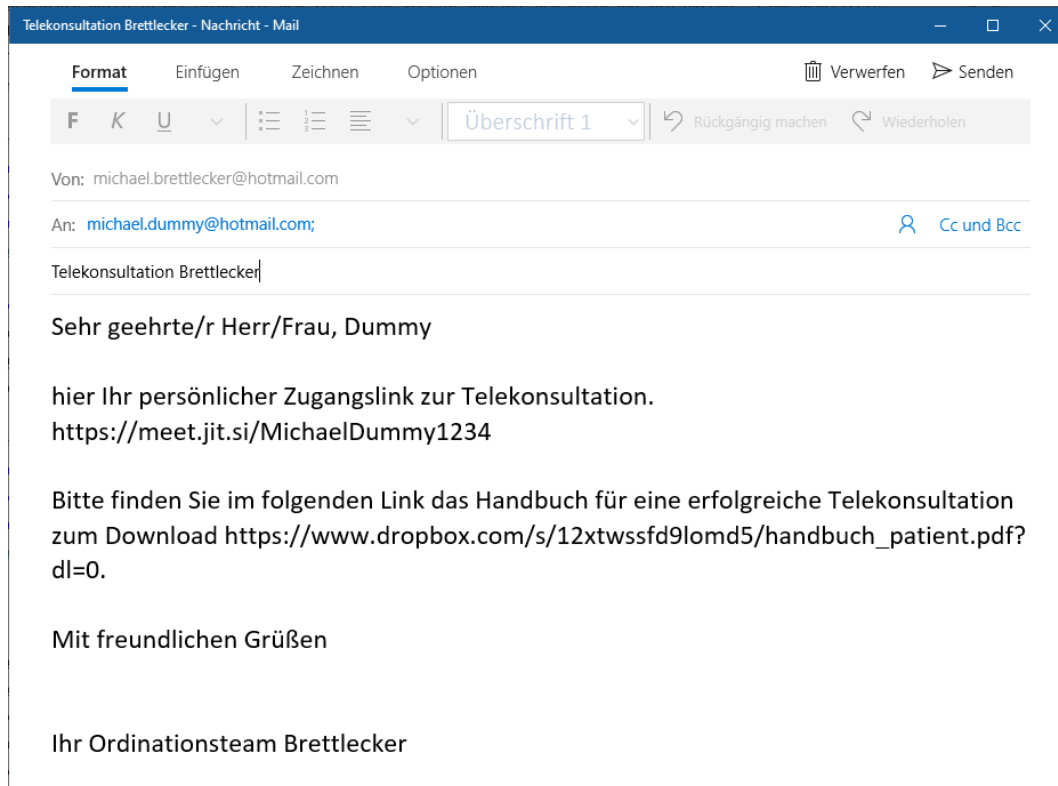 Telekonsultation Brettlecker - Nachricht - Mail
Format Einfügen Zeichnen Optionen Verwerfen Senden
F K U Überschrift 1 Rückgängig machen Wiederholen
Von: michael.brettlecker@hotmail.com
An: michael.dummy@hotmail.com; Cc und Bcc
Telekonsultation Brettlecker
Sehr geehrte/r Herr/Frau, Dummy
hier Ihr persönlicher Zugangslink zur Telekonsultation.
https://meet.jit.si/MichaelDummy1234
Bitte finden Sie im folgenden Link das Handbuch für eine erfolgreiche Telekonsultation
zum Download https://www.dropbox.com/s/12xtwssfd9lomd5/handbuch_patient.pdf?
dl=0.
Mit freundlichen Grüßen
Ihr Ordinationsteam Brettlecker